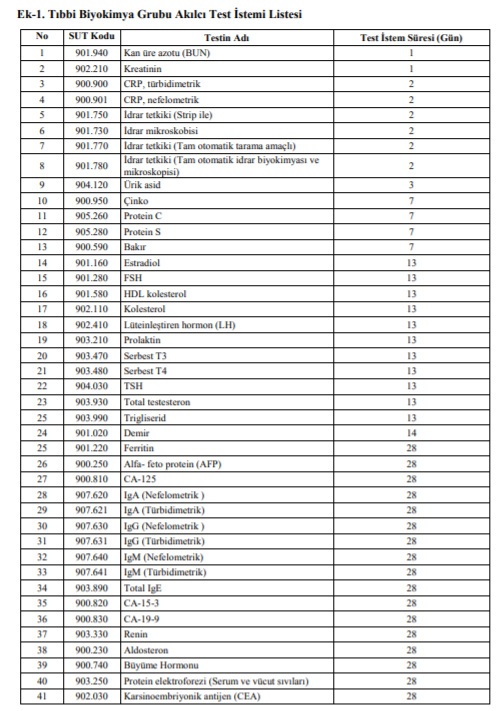 Ek-1. Tıbbi Biyokimya Grubu Akılcı Test İstemi Listesi
No SUT Kodu Testin Adı Test İstem Süresi (Gün)
1 901.940 Kan üre azotu (BUN) 1
2 902.210 Kreatinin 1
3 900.900 CRP, türbidimetrik 2
4 900.901 CRP, nefelometrik 2
5 901.750 İdrar tetkiki (Strip ile) 2
6 901.730 İdrar mikroskobisi 2
7 901.770 İdrar tetkiki (Tam otomatik tarama amaçlı) 2
8 901.780 İdrar tetkiki (Tam otomatik idrar biyokimyası ve 2
mikroskopisi)
9 904.120 Ürik asid 3
10 900.950 Çinko 7
11 905.260 Protein C 7
12 905.280 Protein S 7
13 900.590 Bakır 7
14 901.160 Estradiol 13
15 901.280 FSH 13
16 901.580 HDL kolesterol 13
17 902.110 Kolesterol 13
18 902.410 Lüteinleştiren hormon (LH) 13
19 903.210 Prolaktin 13
20 903.470 Serbest T3 13
21 903.480 Serbest T4 13
22 904.030 TSH 13
23 903.930 Total testesteron 13
25 903.990 Trigliserid 13
24 901.020 Demir 14
25 901.220 Ferritin 28
26 900.250 Alfa- feto protein (AFP) 28
27 900.810 CA-125 28
28 907.620 IgA (Nefelometrik ) 28
29 907.621 IgA (Türbidimetrik) 28
30 907.630 IgG (Nefelometrik ) 28
31 907.631 IgG (Türbidimetrik) 28
32 907.640 IgM (Nefelometrik) 28
33 907.641 IgM (Türbidimetrik) 28
34 903.890 Total IgE 28
35 900.820 CA-15-3 28
36 900.830 CA-19-9 28
37 903.330 Renin 28
38 900.230 Aldosteron 28
39 900.740 Büyüme Hormonu 28
40 903.250 Protein elektroforezi (Serum ve vücut sıvıları) 28
41 902.030 Karsinoembriyonik antijen (CEA) 28